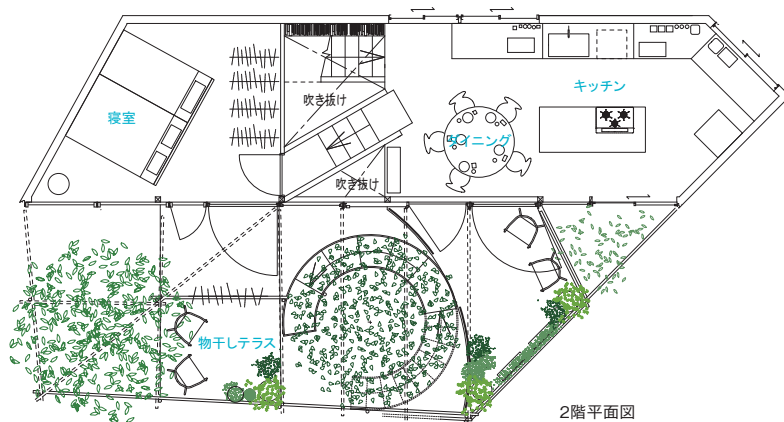 吹き抜け
キッチン
寝室
ダイニング
吹き抜け
物干しテラス
2階平面図